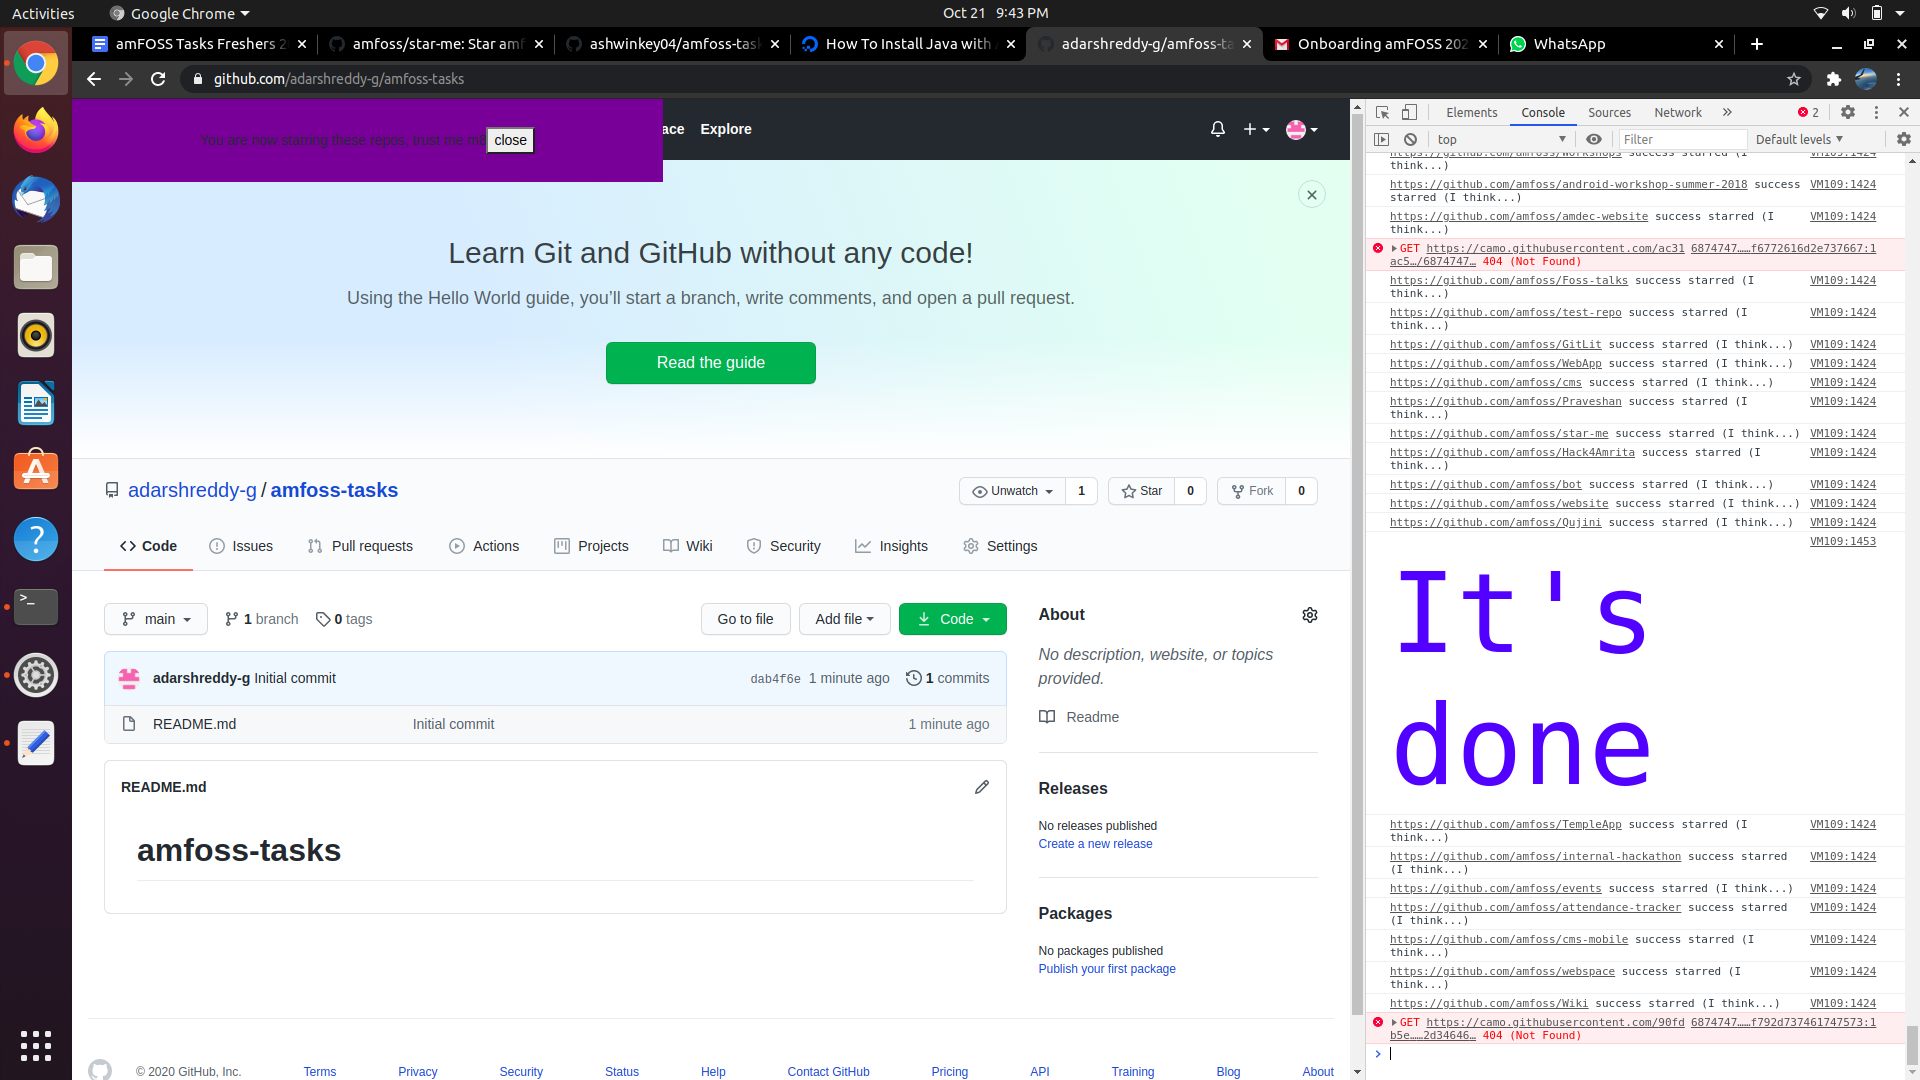 Activities
Google Chrome
Oct 21 9:43 PM
amFOSS Tasks Freshers 2
amfoss/star-me: Star amf
ashwinkey04/amfoss-task
How To Install Java with A
adarshreddy-g/amfoss-ta
Onboarding amFOSS 202
WhatsApp
github.com/adarshreddy-g/amfoss-tasks
You are now starring these repos, trust me m8
close
ace
Explore
Learn Git and GitHub without any code!
Using the Hello World guide, you’ll start a branch, write comments, and open a pull request.
Read the guide
adarshreddy-g / amfoss-tasks
Unwatch 1
Star 0
Fork 0
Code
Issues
Pull requests
Actions
Projects
Wiki
Security
Insights
Settings
main
1 branch
0 tags
Go to file
Add file
Code
adarshreddy-g Initial commit
dab4f6e 1 minute ago
1 commits
README.md
Initial commit
1 minute ago
README.md
amfoss-tasks
About
No description, website, or topics
provided.
Readme
Releases
No releases published
Create a new release
Packages
No packages published
Publish your first package
© 2020 GitHub, Inc.
Terms
Privacy
Security
Status
Help
Contact GitHub
Pricing
API
Training
Blog
About
Elements
Console
Sources
Network
2
top
Filter
Default levels
https://github.com/amfoss/Workshops success starred (I
think...)
https://github.com/amfoss/android-workshop-summer-2018 success VM109:1424
starred (I think...)
https://github.com/amfoss/amdec-website success starred (I VM109:1424
think...)
GET https://camo.githubusercontent.com/ac31 6874747……f6772616d2e737667:1
ac5…/6874747… 404 (Not Found)
https://github.com/amfoss/Foss-talks success starred (I VM109:1424
think...)
https://github.com/amfoss/test-repo success starred (I VM109:1424
think...)
https://github.com/amfoss/GitLit success starred (I think...) VM109:1424
https://github.com/amfoss/WebApp success starred (I think...) VM109:1424
https://github.com/amfoss/cms success starred (I think...) VM109:1424
https://github.com/amfoss/Praveshan success starred (I VM109:1424
think...)
https://github.com/amfoss/star-me success starred (I think...) VM109:1424
https://github.com/amfoss/Hack4Amrita success starred (I VM109:1424
think...)
https://github.com/amfoss/bot success starred (I think...) VM109:1424
https://github.com/amfoss/website success starred (I think...) VM109:1424
https://github.com/amfoss/Qujini success starred (I think...) VM109:1424
VM109:1453
It's
done
https://github.com/amfoss/TempleApp success starred (I VM109:1424
think...)
https://github.com/amfoss/internal-hackathon success starred VM109:1424
(I think...)
https://github.com/amfoss/events success starred (I think...) VM109:1424
https://github.com/amfoss/attendance-tracker success starred VM109:1424
(I think...)
https://github.com/amfoss/cms-mobile success starred (I VM109:1424
think...)
https://github.com/amfoss/webspace success starred (I VM109:1424
think...)
https://github.com/amfoss/Wiki success starred (I think...) VM109:1424
GET https://camo.githubusercontent.com/90fd 6874747……f792d737461747573:1
b5e……2d34646… 404 (Not Found)